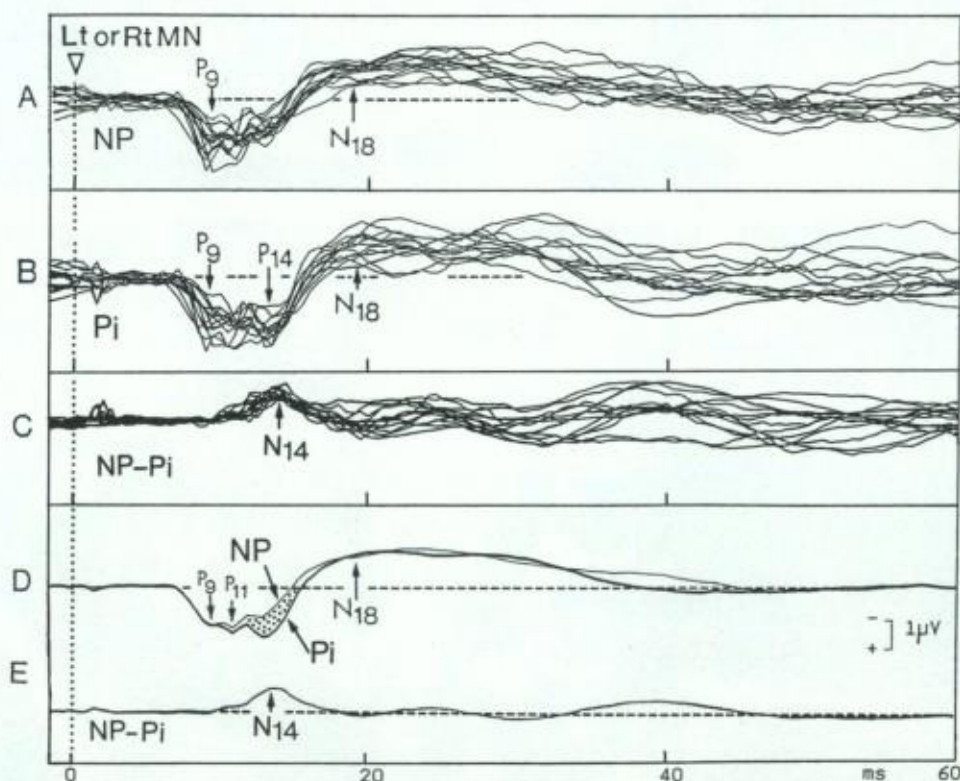 Lt or Rt MN
A
P9
NP
N18
B
P9
P14
Pi
N18
C
N14
NP-Pi
D
NP
P9
P11
N18
Pi
-
+
1μV
E
N14
NP-Pi
0
20
40
ms
60